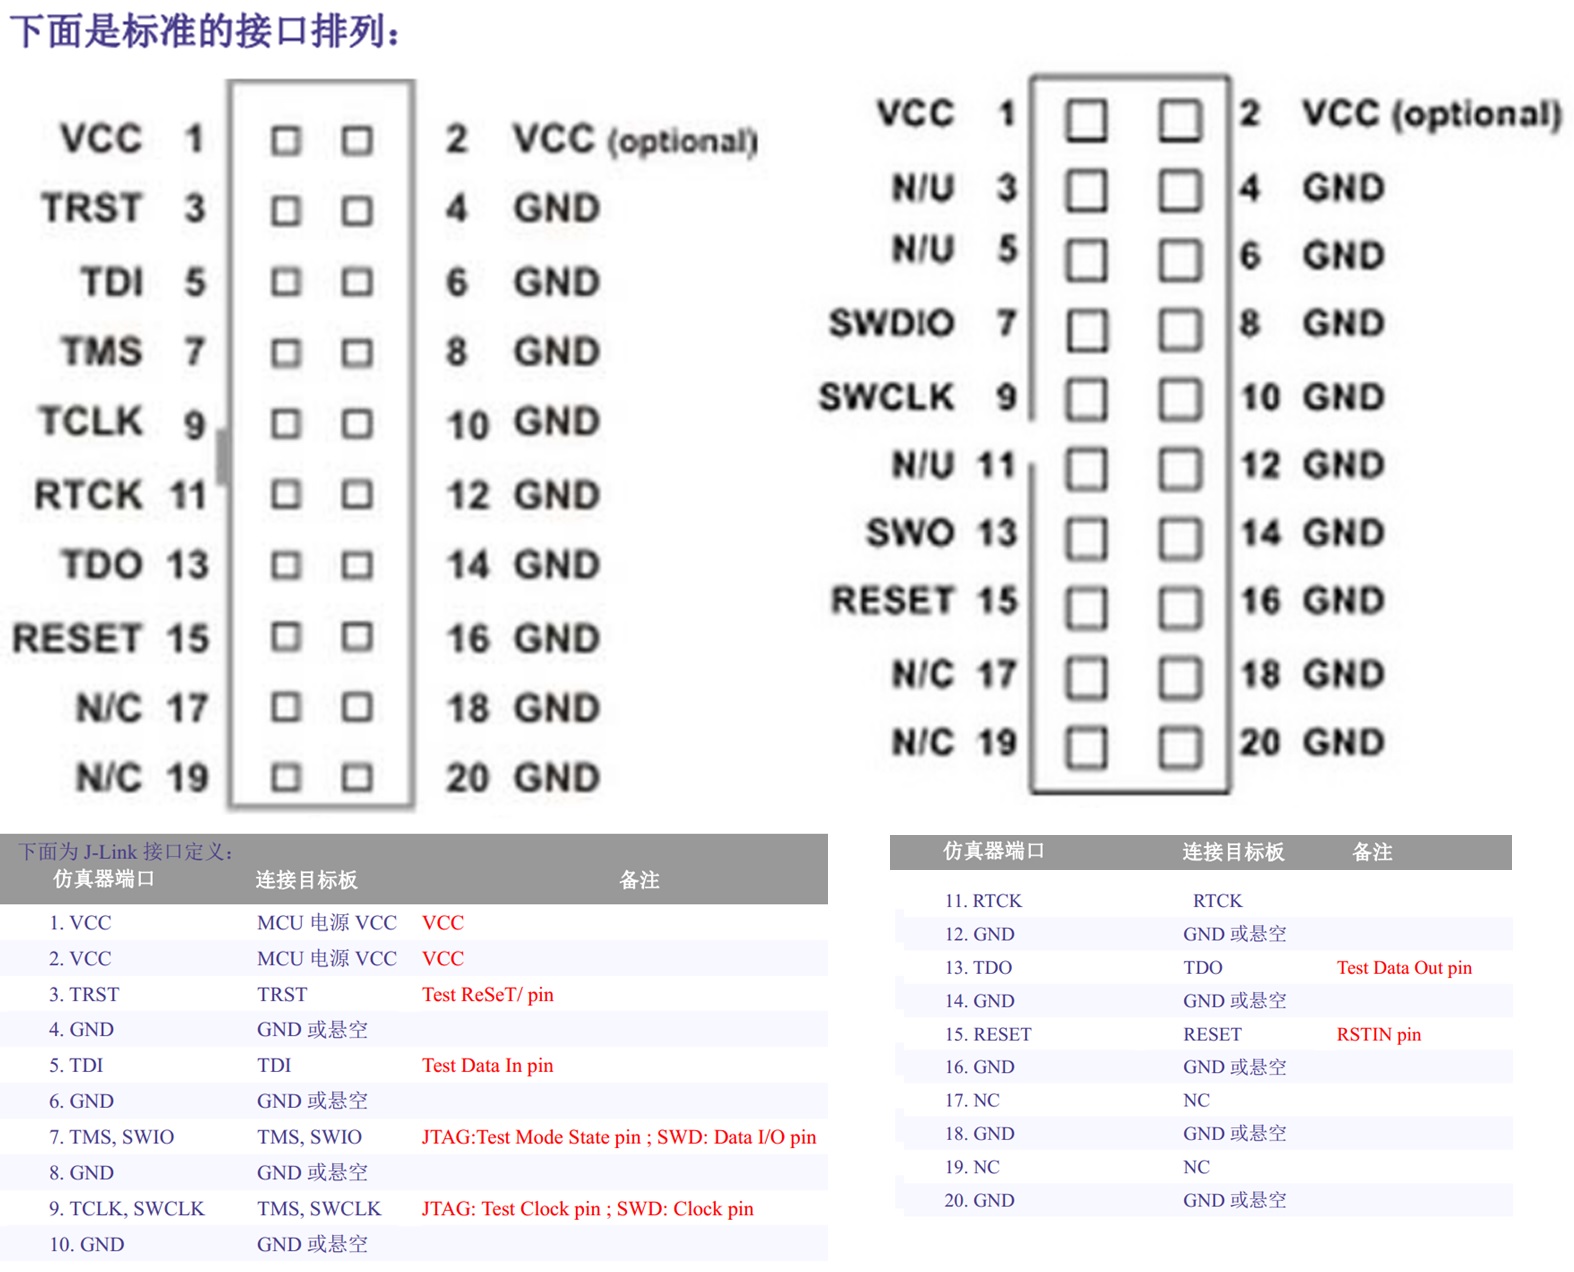 下面是标准的接口排列：
VCC 1 2 VCC (optional)
TRST 3 4 GND
TDI 5 6 GND
TMS 7 8 GND
TCLK 9 10 GND
RTCK 11 12 GND
TDO 13 14 GND
RESET 15 16 GND
N/C 17 18 GND
N/C 19 20 GND
VCC 1 2 VCC (optional)
N/U 3 4 GND
N/U 5 6 GND
SWDIO 7 8 GND
SWCLK 9 10 GND
N/U 11 12 GND
SWO 13 14 GND
RESET 15 16 GND
N/C 17 18 GND
N/C 19 20 GND
下面为 J-Link 接口定义：
仿真器端口 连接目标板 备注
1. VCC MCU 电源 VCC VCC
2. VCC MCU 电源 VCC VCC
3. TRST TRST Test ReSeT/ pin
4. GND GND 或悬空
5. TDI TDI Test Data In pin
6. GND GND 或悬空
7. TMS, SWIO TMS, SWIO JTAG:Test Mode State pin ; SWD: Data I/O pin
8. GND GND 或悬空
9. TCLK, SWCLK TMS, SWCLK JTAG: Test Clock pin ; SWD: Clock pin
10. GND GND 或悬空
仿真器端口 连接目标板 备注
11. RTCK RTCK
12. GND GND 或悬空
13. TDO TDO Test Data Out pin
14. GND GND 或悬空
15. RESET RESET RSTIN pin
16. GND GND 或悬空
17. NC NC
18. GND GND 或悬空
19. NC NC
20. GND GND 或悬空